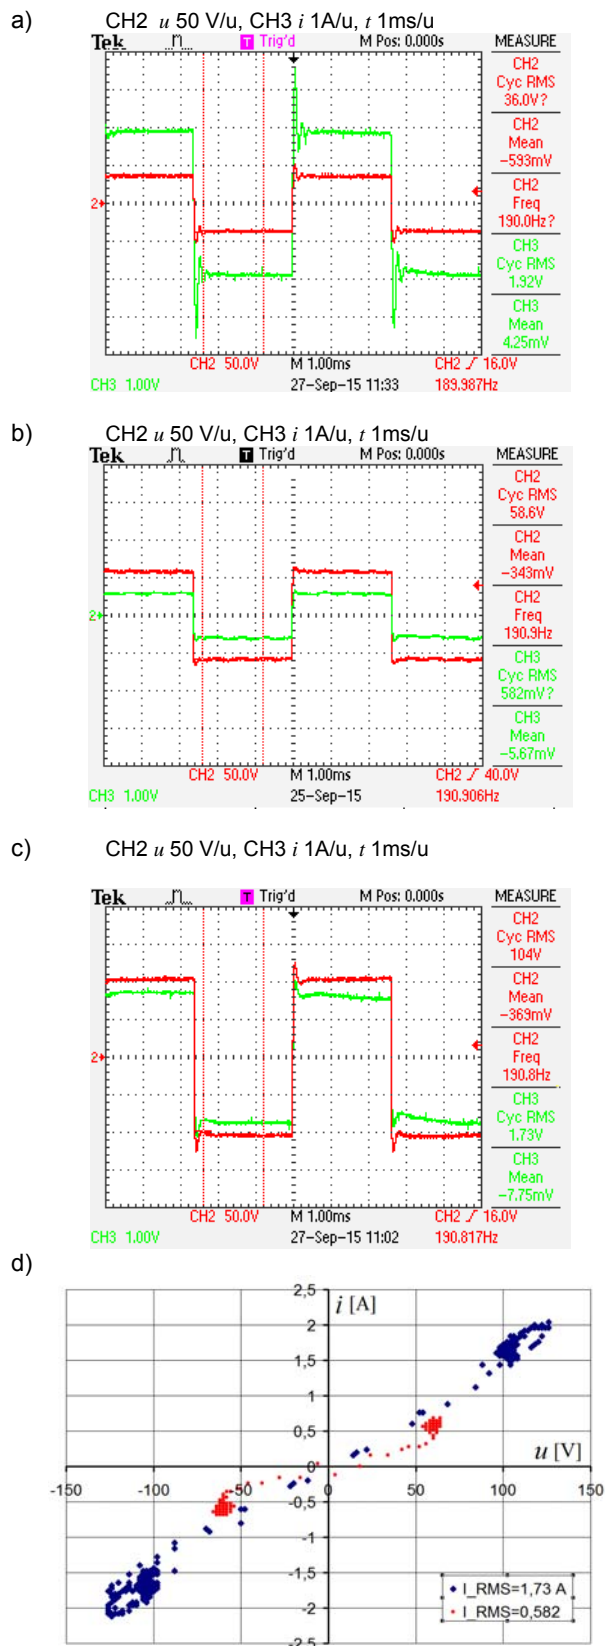 a) CH2 u 50 V/u, CH3 i 1A/u, t 1ms/u
Tek T Trig'd M Pos: 0.000s MEASURE
CH2
Cyc RMS
36.0V?
CH2
Mean
-593mV
CH2
Freq
190.0Hz?
CH3
Cyc RMS
1.92V
CH3
Mean
4.25mV
2
CH2 50.0V M 1.00ms CH2 / 16.0V
CH3 1.00V 27-Sep-15 11:33 189.987Hz
b) CH2 u 50 V/u, CH3 i 1A/u, t 1ms/u
Tek T Trig'd M Pos: 0.000s MEASURE
CH2
Cyc RMS
58.6V
CH2
Mean
-343mV
CH2
Freq
190.9Hz
CH3
Cyc RMS
582mV?
CH3
Mean
-5.67mV
2
CH2 50.0V M 1.00ms CH2 / 40.0V
CH3 1.00V 25-Sep-15 190.906Hz
c) CH2 u 50 V/u, CH3 i 1A/u, t 1ms/u
Tek T Trig'd M Pos: 0.000s MEASURE
CH2
Cyc RMS
104V
CH2
Mean
-369mV
CH2
Freq
190.8Hz
CH3
Cyc RMS
1.73V
CH3
Mean
-7.75mV
2
CH2 50.0V M 1.00ms CH2 / 16.0V
CH3 1.00V 27-Sep-15 11:02 190.817Hz
d)
i [A]
2,5
2
1,5
1
0,5
0
-0,5
-1
-1,5
-2
-2,5
u [V]
-150 -100 -50 0 50 100 150
I_RMS=1,73 A
I_RMS=0,582